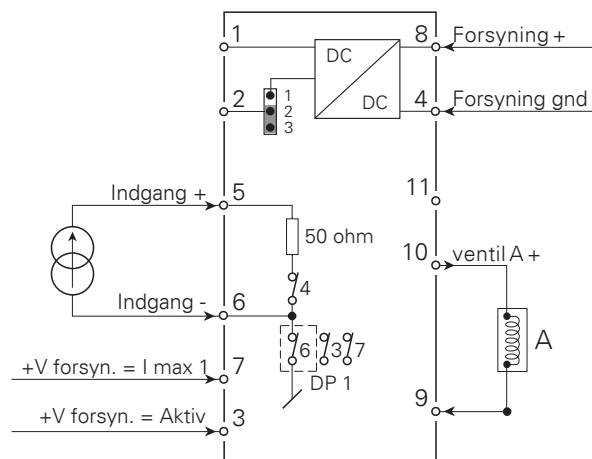 1
DC
DC
8
Forsyning +
2
1
2
3
4
Forsyning gnd
Indgang +
5
11
50 ohm
10
ventil A +
4
Indgang -
6
A
6
3
7
DP 1
+V forsyn. = I max 1
7
9
+V forsyn. = Aktiv
3